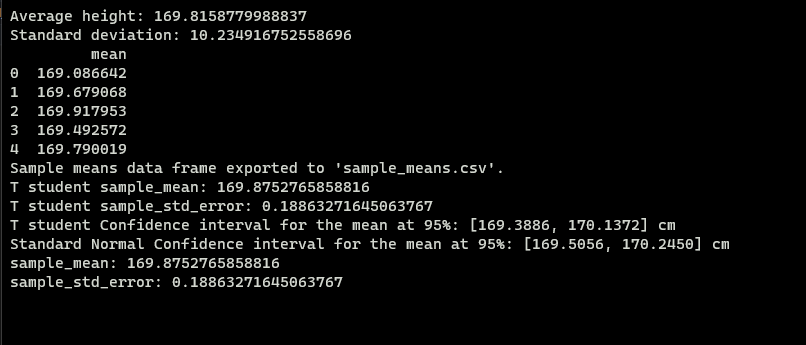 Average height: 169.8158779988837
Standard deviation: 10.234916752558696
mean
0 169.086642
1 169.679068
2 169.917953
3 169.492572
4 169.790019
Sample means data frame exported to 'sample_means.csv'.
T student sample_mean: 169.8752765858816
T student sample_std_error: 0.18863271645063767
T student Confidence interval for the mean at 95%: [169.3886, 170.1372] cm
Standard Normal Confidence interval for the mean at 95%: [169.5056, 170.2450] cm
sample_mean: 169.8752765858816
sample_std_error: 0.18863271645063767